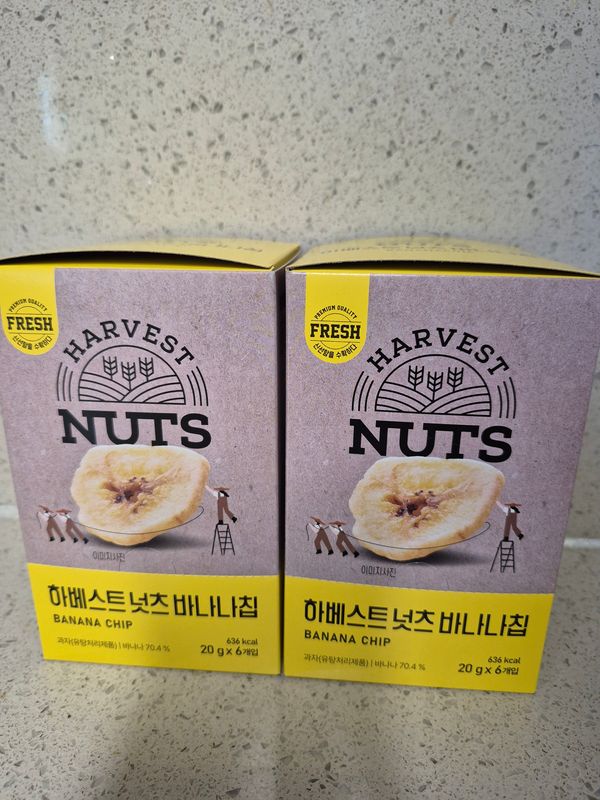 PREMIUM QUALITY
FRESH
신선함을 수확하다
HARVEST
NUTS
이미지사진
하베스트 넛츠 바나나칩
BANANA CHIP
636 kcal
과자(유탕처리제품) | 바나나 70.4 %
20 g x 6개입
PREMIUM QUALITY
FRESH
신선함을 수확하다
HARVEST
NUTS
이미지사진
하베스트 넛츠 바나나칩
BANANA CHIP
636 kcal
과자(유탕처리제품) | 바나나 70.4 %
20 g x 6개입